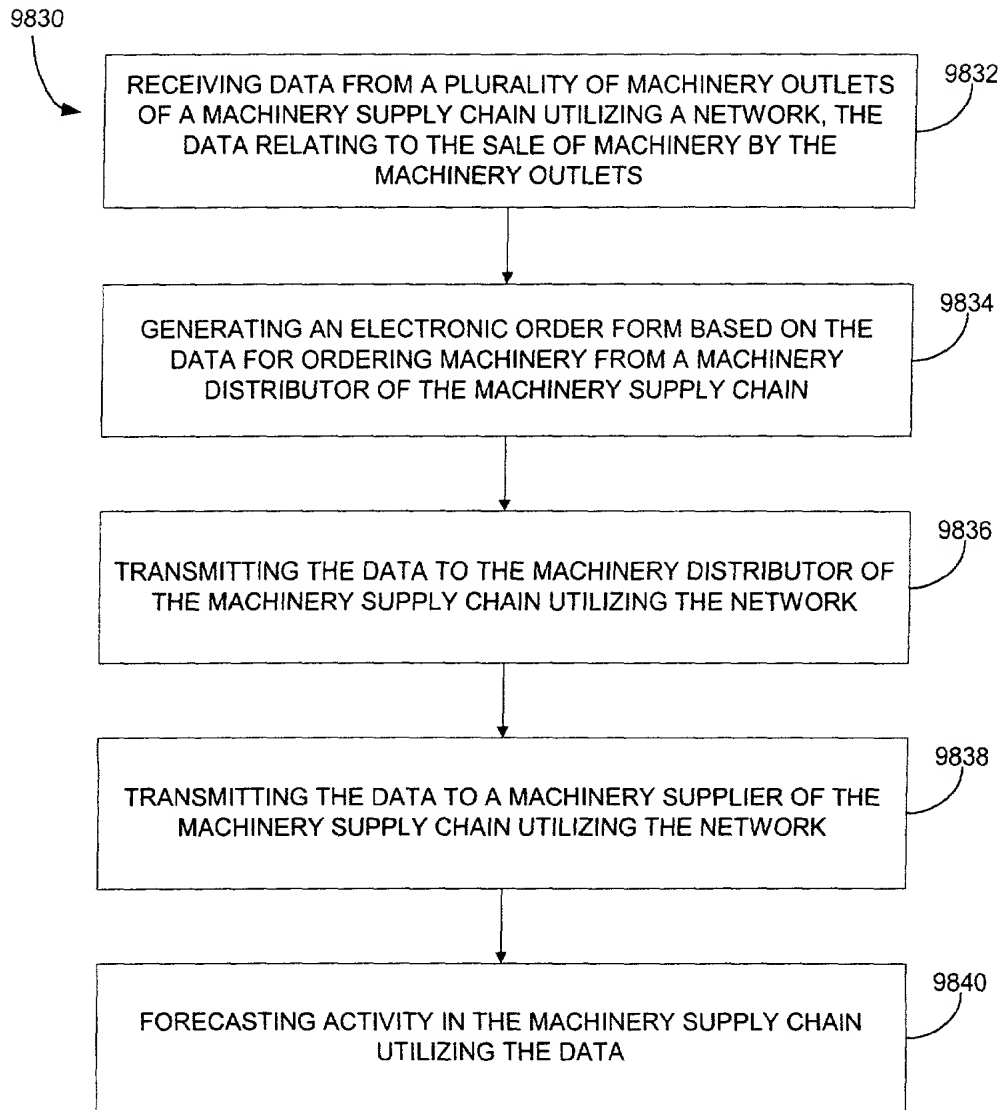 9830
RECEIVING DATA FROM A PLURALITY OF MACHINERY OUTLETS
OF A MACHINERY SUPPLY CHAIN UTILIZING A NETWORK, THE
DATA RELATING TO THE SALE OF MACHINERY BY THE
MACHINERY OUTLETS
9832
GENERATING AN ELECTRONIC ORDER FORM BASED ON THE
DATA FOR ORDERING MACHINERY FROM A MACHINERY
DISTRIBUTOR OF THE MACHINERY SUPPLY CHAIN
9834
TRANSMITTING THE DATA TO THE MACHINERY DISTRIBUTOR OF
THE MACHINERY SUPPLY CHAIN UTILIZING THE NETWORK
9836
TRANSMITTING THE DATA TO A MACHINERY SUPPLIER OF THE
MACHINERY SUPPLY CHAIN UTILIZING THE NETWORK
9838
FORECASTING ACTIVITY IN THE MACHINERY SUPPLY CHAIN
UTILIZING THE DATA
9840